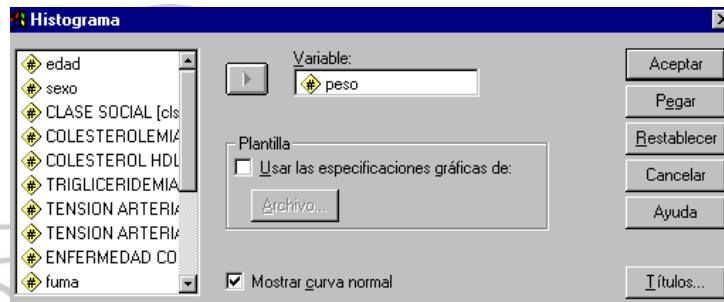 Histograma
edad
sexo
CLASE SOCIAL [cls
COLESTEROLEMIA
COLESTEROL HDL
TRIGLICERIDEMIA
TENSION ARTERIA
TENSION ARTERIA
ENFERMEDAD CO
fuma
Variable:
peso
Plantilla
Usar las especificaciones gráficas de:
Archivo...
Mostrar curva normal
Aceptar
Pegar
Restablecer
Cancelar
Ayuda
Títulos...